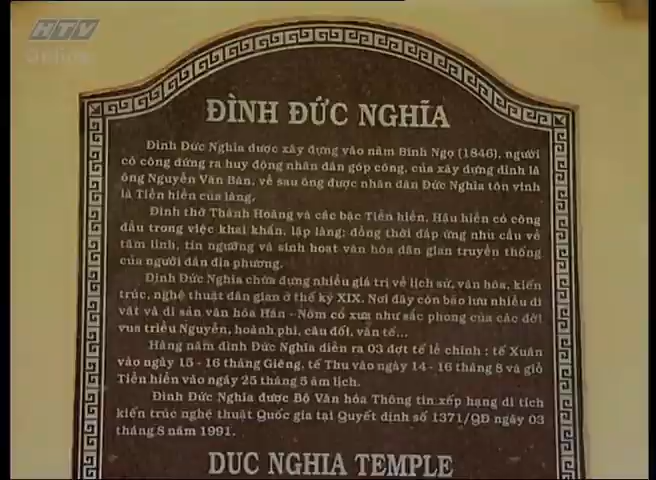 HTV
Online
ĐÌNH ĐỨC NGHĨA
Đình Đức Nghĩa được xây dựng vào năm Bính Ngọ (1846), người
có công đứng ra huy động nhân dân góp công, của xây dựng đình là
ông Nguyễn Văn Bản, về sau ông được nhân dân Đức Nghĩa tôn vinh
là Tiền hiền của làng.
Đình thờ Thành Hoàng và các bậc Tiền hiền, Hậu hiền có công
đầu trong việc khai khẩn, lập làng; đồng thời đáp ứng nhu cầu về
tâm linh, tín ngưỡng và sinh hoạt văn hóa dân gian truyền thống
của người dân địa phương.
Đình Đức Nghĩa chứa đựng nhiều giá trị về lịch sử, văn hóa, kiến
trúc, nghệ thuật dân gian ở thế kỷ XIX. Nơi đây còn bảo lưu nhiều di
vật và di sản văn hóa Hán - Nôm cổ xưa như sắc phong của các đời
vua triều Nguyễn, hoành phi, câu đối, văn tế...
Hàng năm đình Đức Nghĩa diễn ra 03 đợt tế lễ chính : tế Xuân
vào ngày 15 - 16 tháng Giêng, tế Thu vào ngày 14 - 16 tháng 8 và giỗ
Tiền hiền vào ngày 25 tháng 5 âm lịch.
Đình Đức Nghĩa được Bộ Văn hóa Thông tin xếp hạng di tích
kiến trúc nghệ thuật Quốc gia tại Quyết định số 1371/QĐ ngày 03
tháng 8 năm 1991.
DUC NGHIA TEMPLE